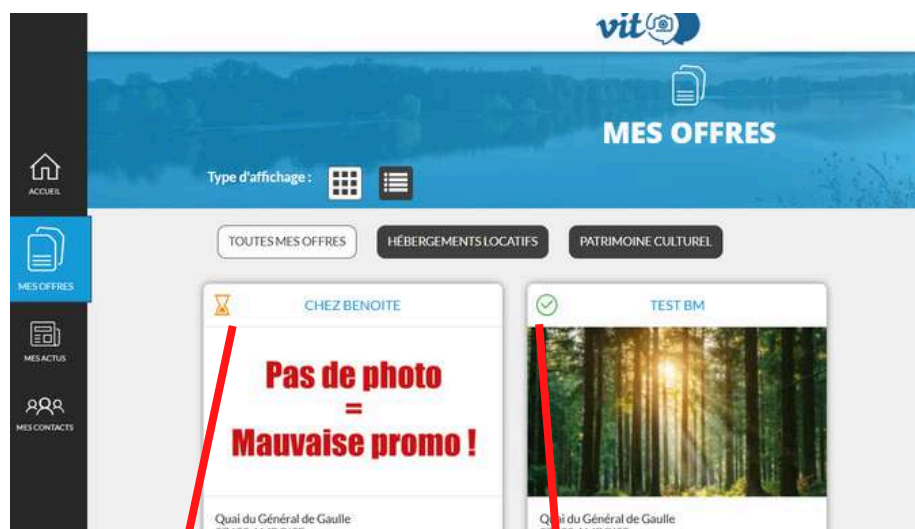 vit
MES OFFRES
Type d'affichage :
ACCUEIL
MES OFFRES
MES ACTUS
MES CONTACTS
TOUTES MES OFFRES
HÉBERGEMENTS LOCATIFS
PATRIMOINE CULTUREL
CHEZ BENOITE
Pas de photo
=
Mauvaise promo !
Quai du Général de Gaulle
TEST BM
Quai du Général de Gaulle